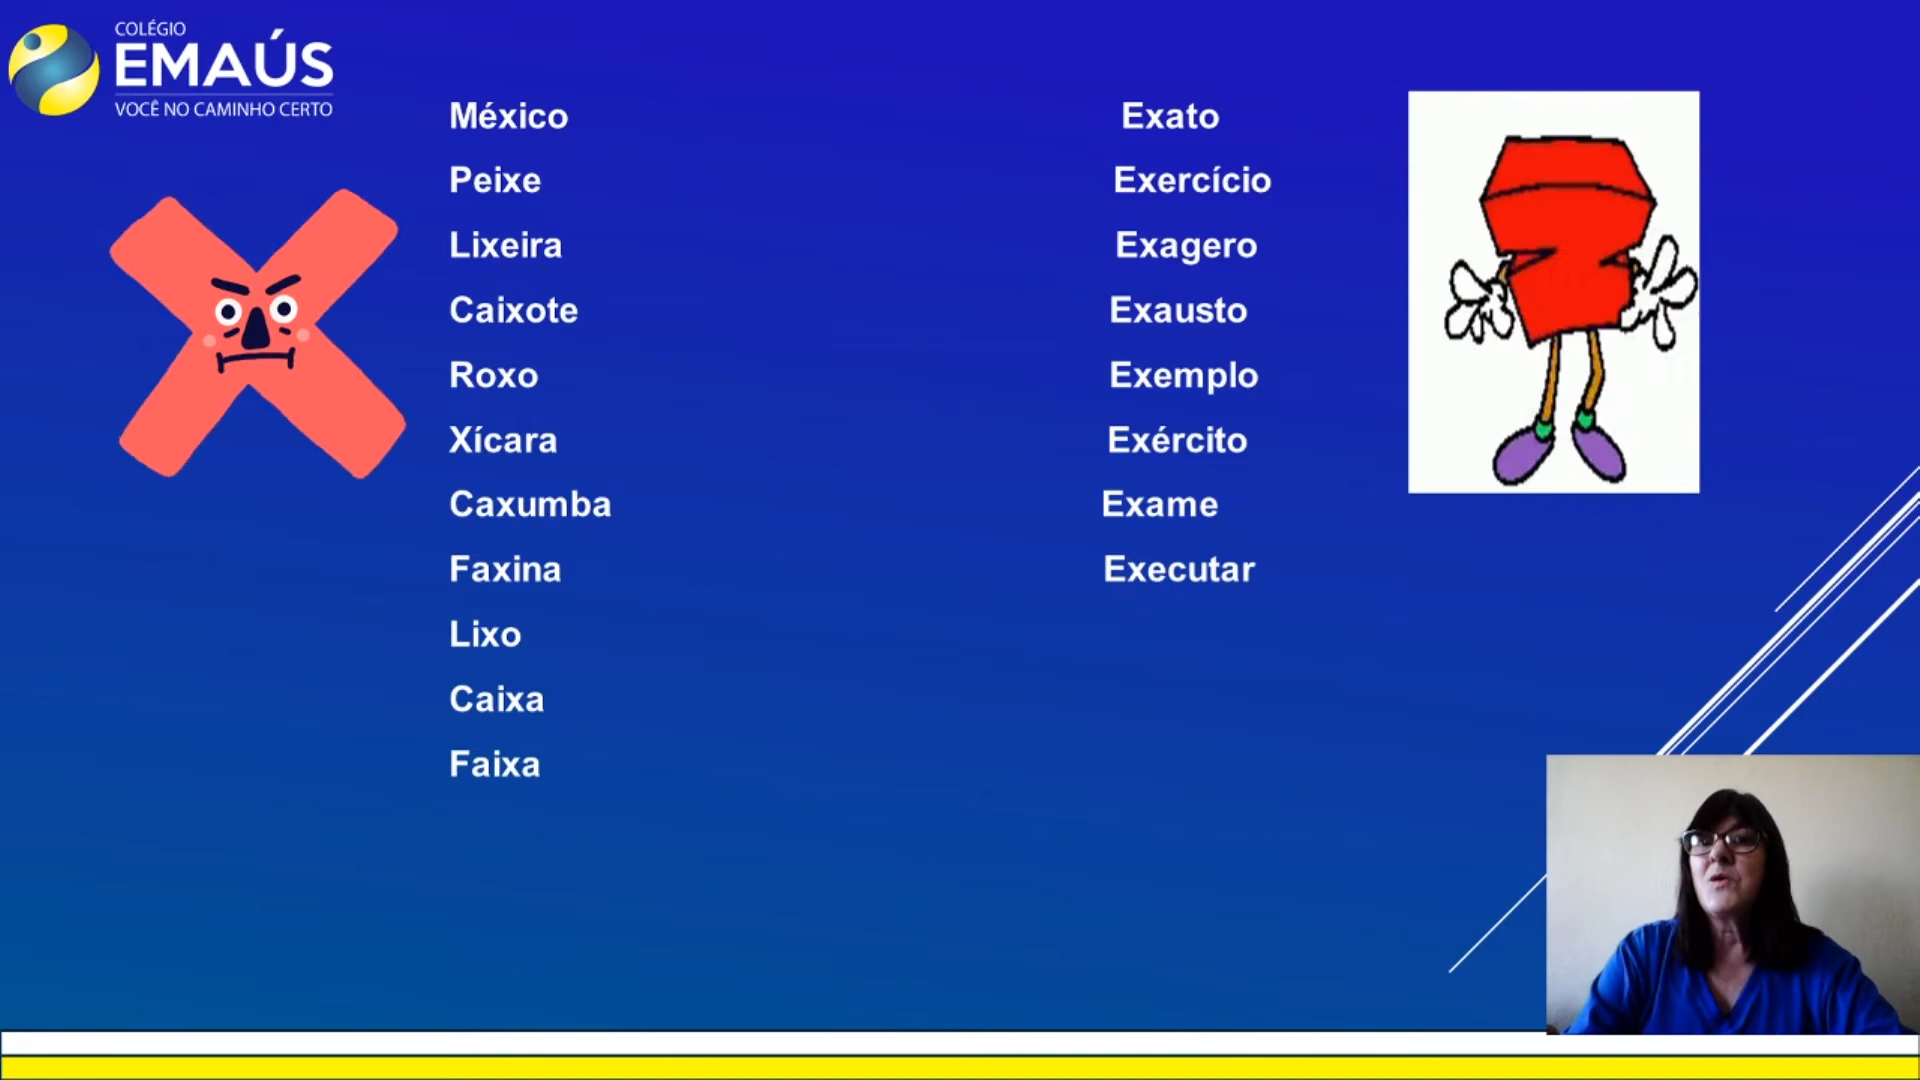 COLÉGIO
EMAÚS
VOCÊ NO CAMINHO CERTO
México
Peixe
Lixeira
Caixote
Roxo
Xícara
Caxumba
Faxina
Lixo
Caixa
Faixa
Exato
Exercício
Exagero
Exausto
Exemplo
Exército
Exame
Executar